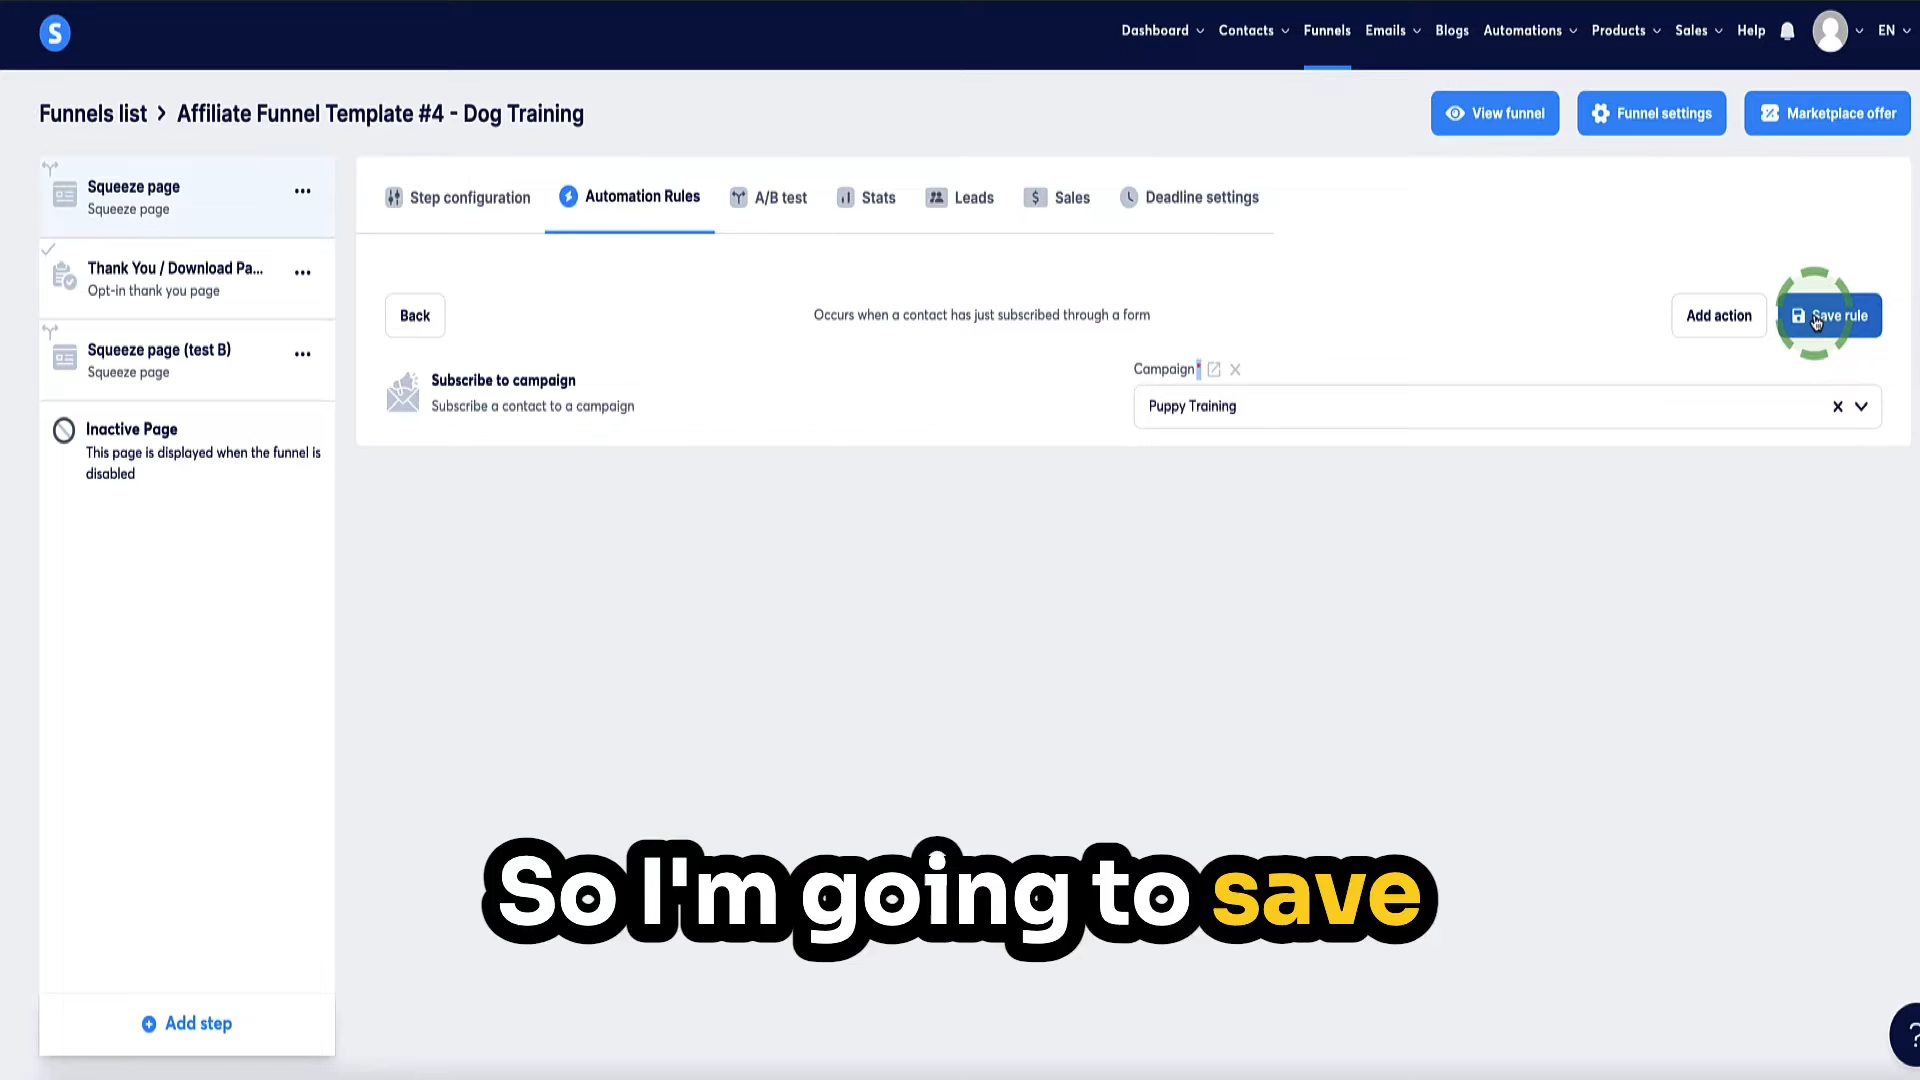 S
Dashboard
Contacts
Funnels
Emails
Blogs
Automations
Products
Sales
Help
EN
Funnels list > Affiliate Funnel Template #4 - Dog Training
View funnel
Funnel settings
Marketplace offer
Squeeze page
Squeeze page
Thank You / Download Pa...
Opt-in thank you page
Squeeze page (test B)
Squeeze page
Inactive Page
This page is displayed when the funnel is
disabled
Add step
Step configuration
Automation Rules
A/B test
Stats
Leads
$ Sales
Deadline settings
Back
Occurs when a contact has just subscribed through a form
Add action
Save rule
Subscribe to campaign
Subscribe a contact to a campaign
Campaign
Puppy Training
So I'm going to save
?